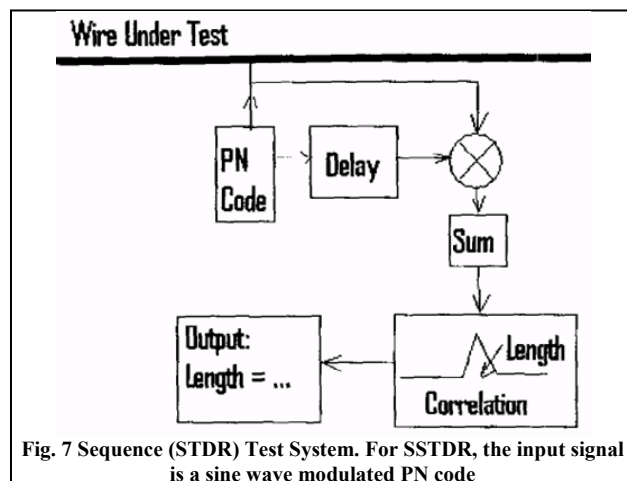 Wire Under Test
PN
Code
Delay
Sum
Output:
Length = ...
Length
Correlation
Fig. 7 Sequence (STDR) Test System. For SSTDR, the input signal
is a sine wave modulated PN code